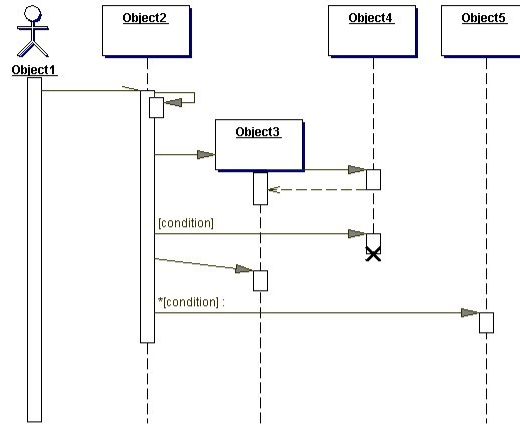 Object2
Object4
Object5
Object1
Object3
[condition]
*[condition] :